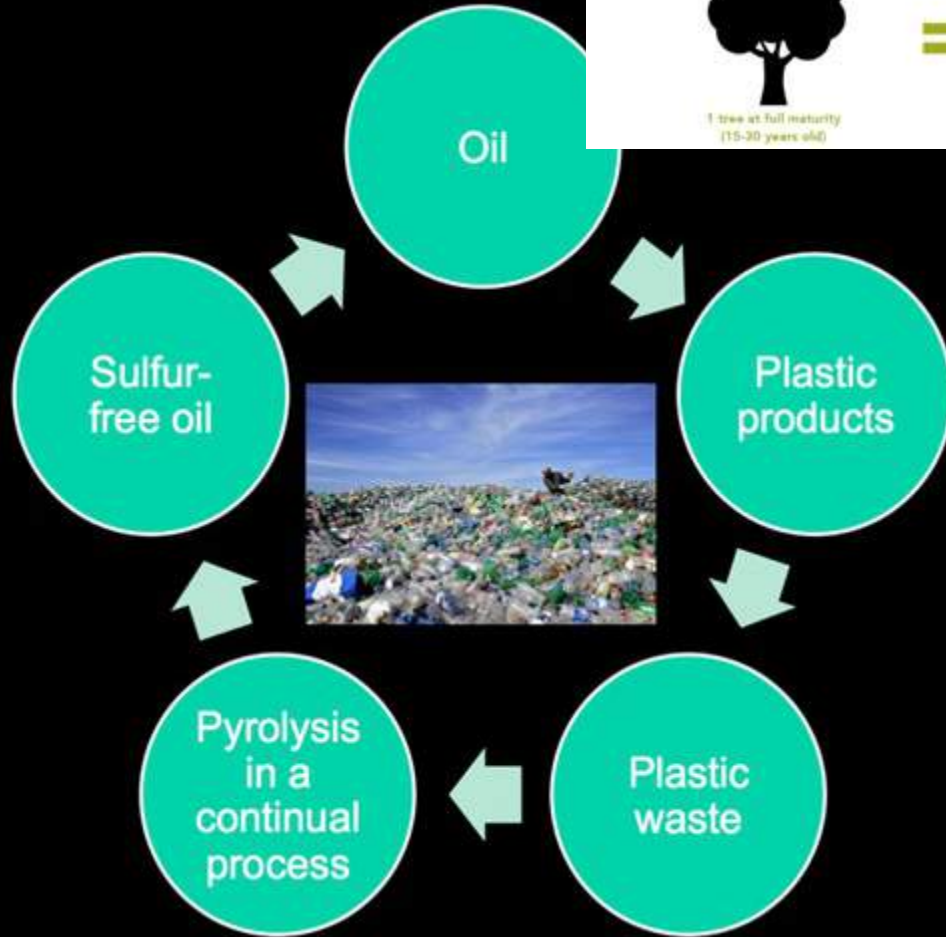 1 tree at full maturity
(15-30 years old)
=
Oil
Plastic
products
Plastic
waste
Pyrolysis
in a
continual
process
Sulfur-
free oil